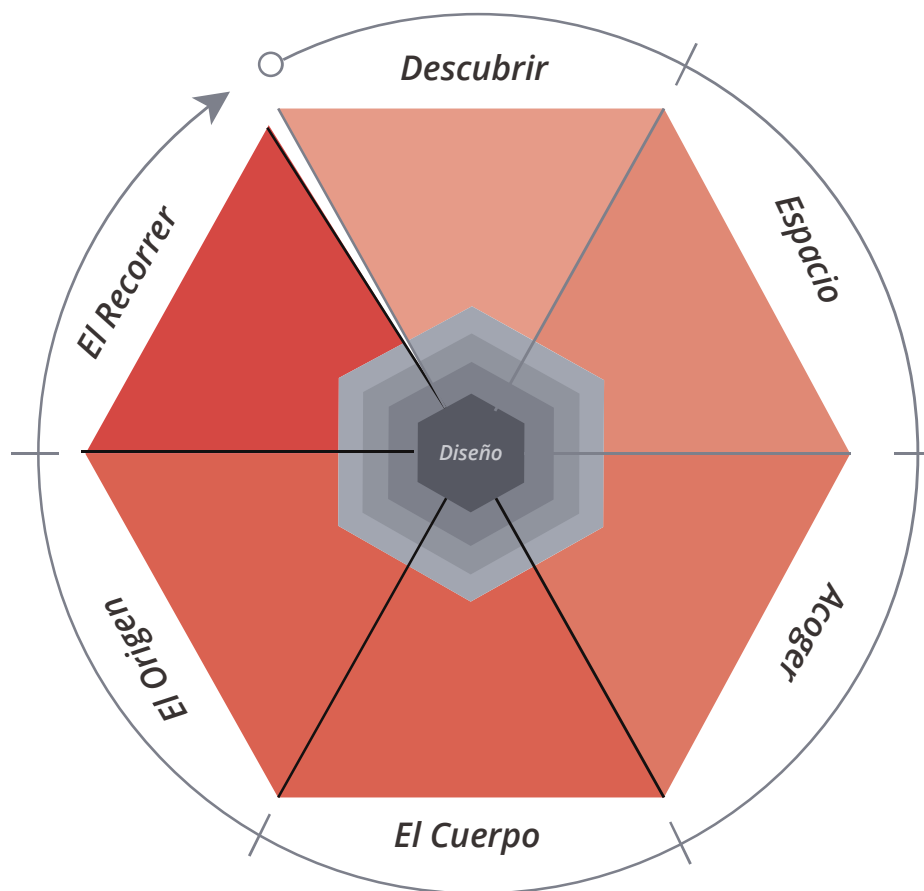 Descubrir
Espacio
Acoger
El Cuerpo
El Origen
El Recorrer
Diseño